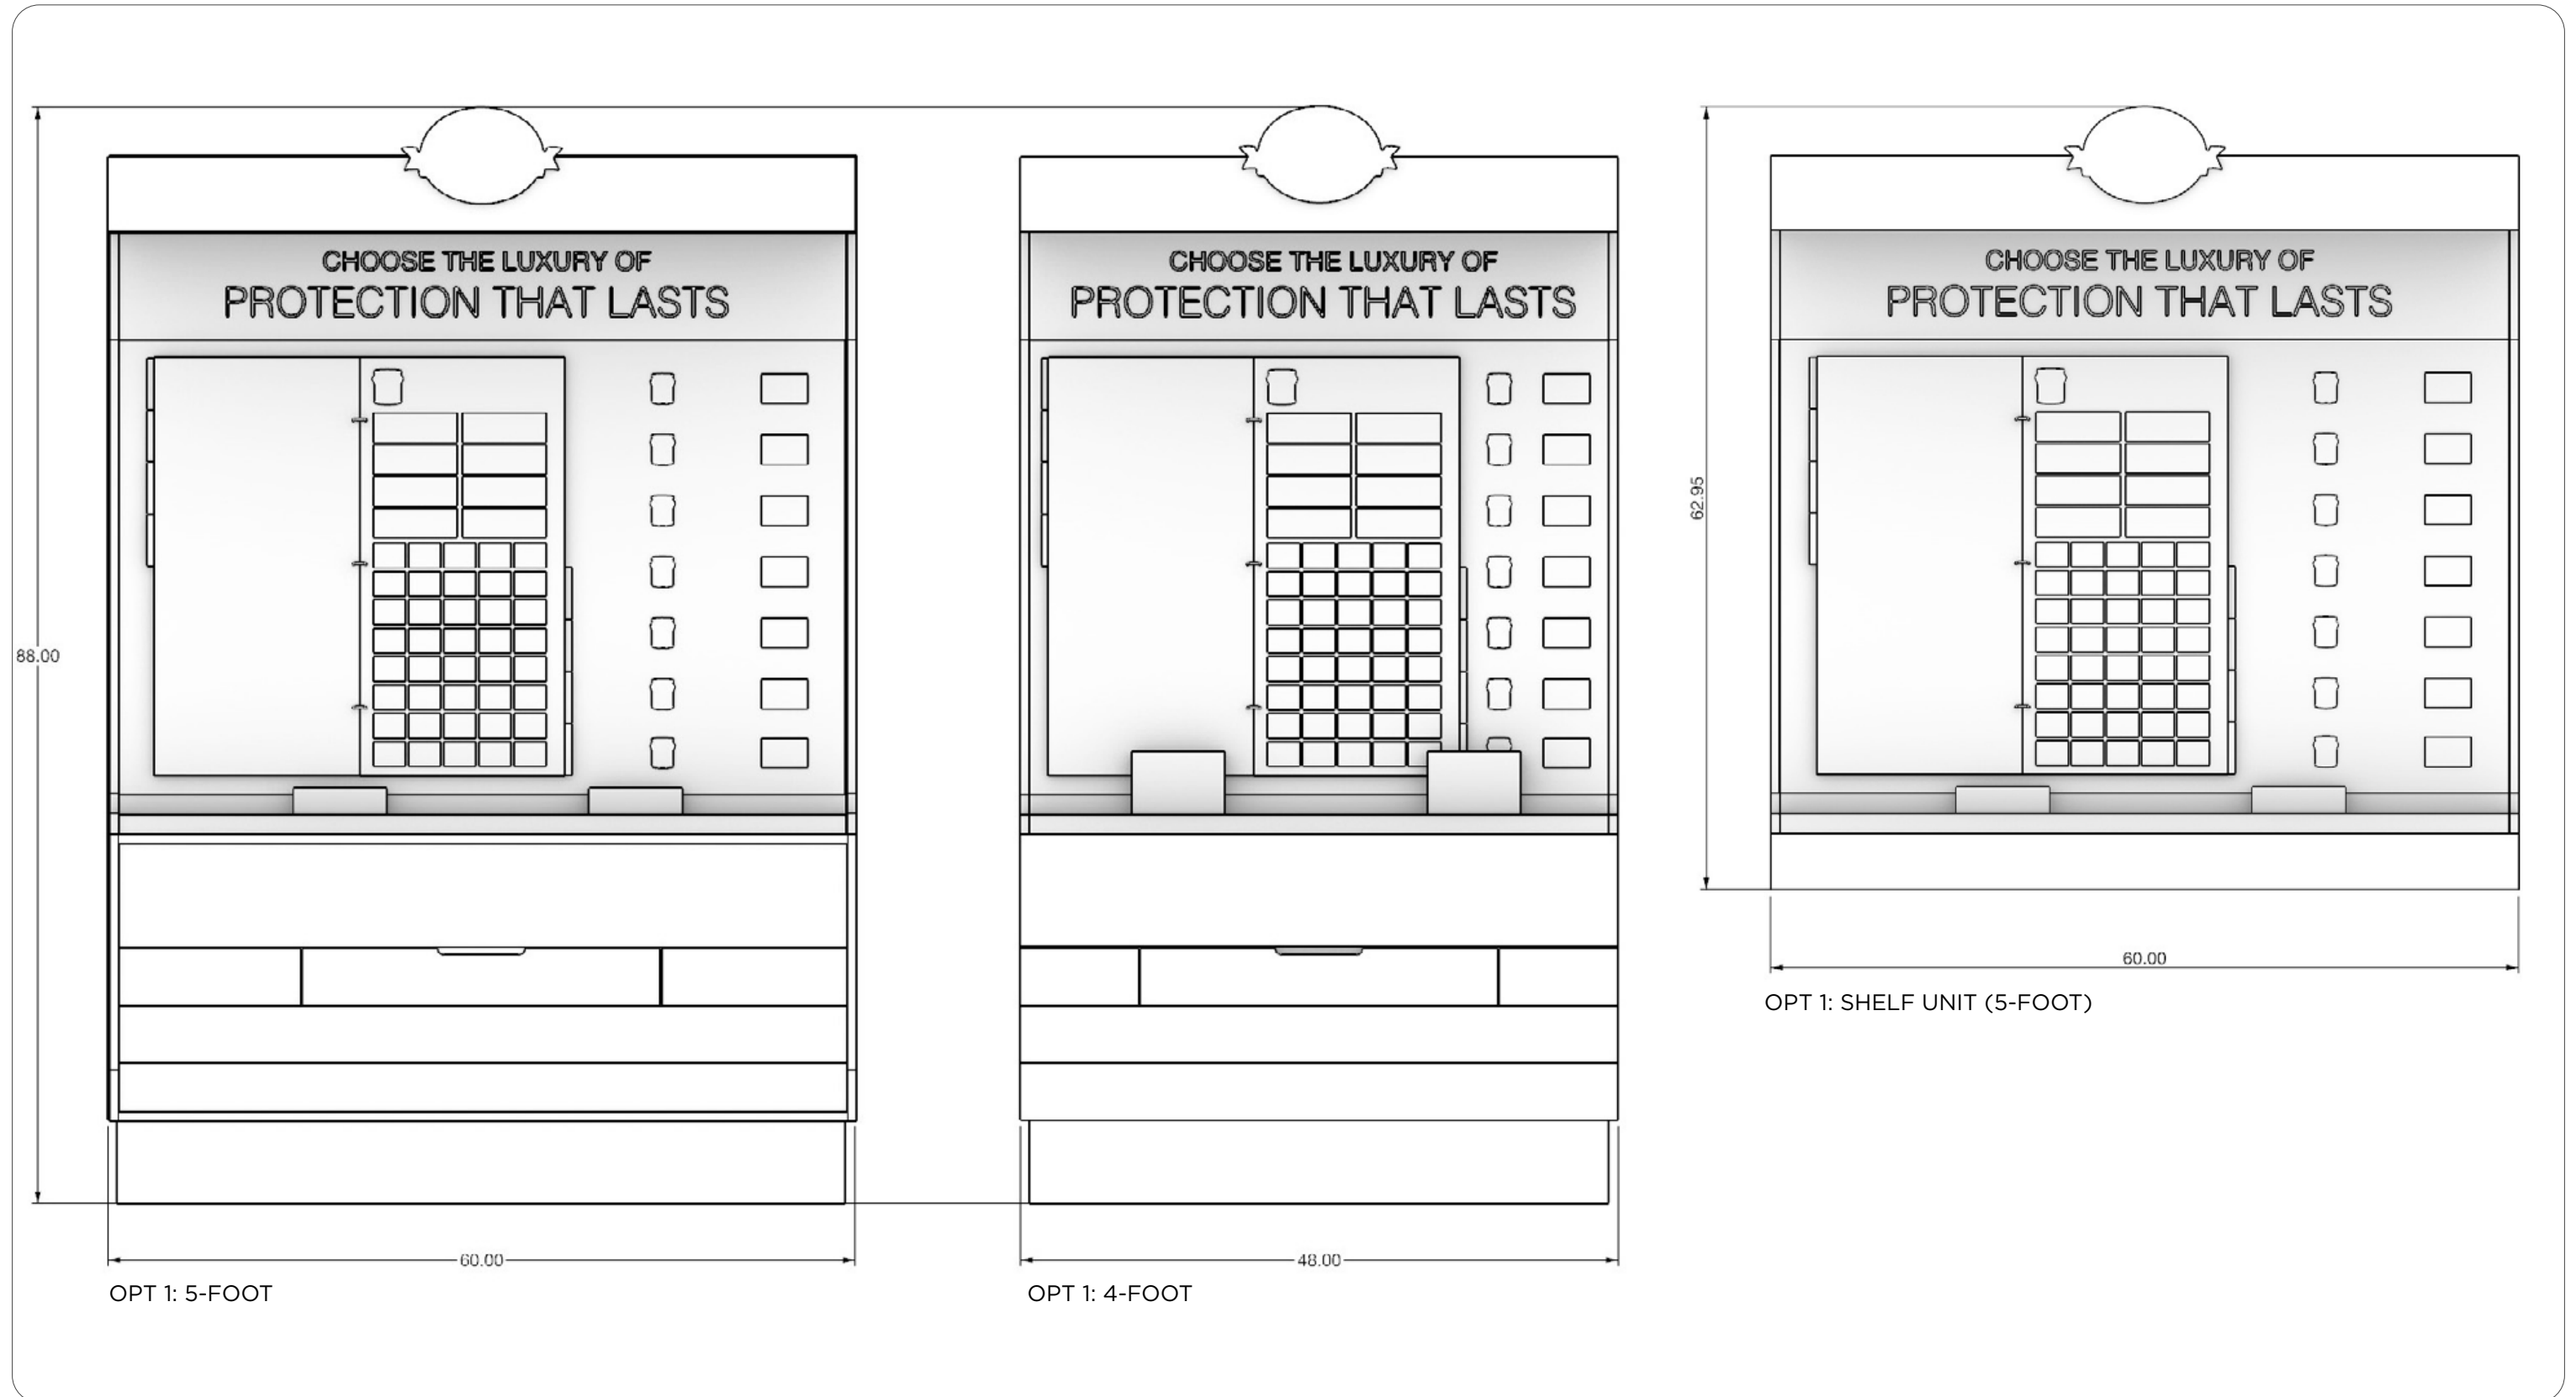 CHOOSE THE LUXURY OF
PROTECTION THAT LASTS
88.00
60.00
OPT 1: 5-FOOT
CHOOSE THE LUXURY OF
PROTECTION THAT LASTS
48.00
OPT 1: 4-FOOT
CHOOSE THE LUXURY OF
PROTECTION THAT LASTS
62.95
60.00
OPT 1: SHELF UNIT (5-FOOT)